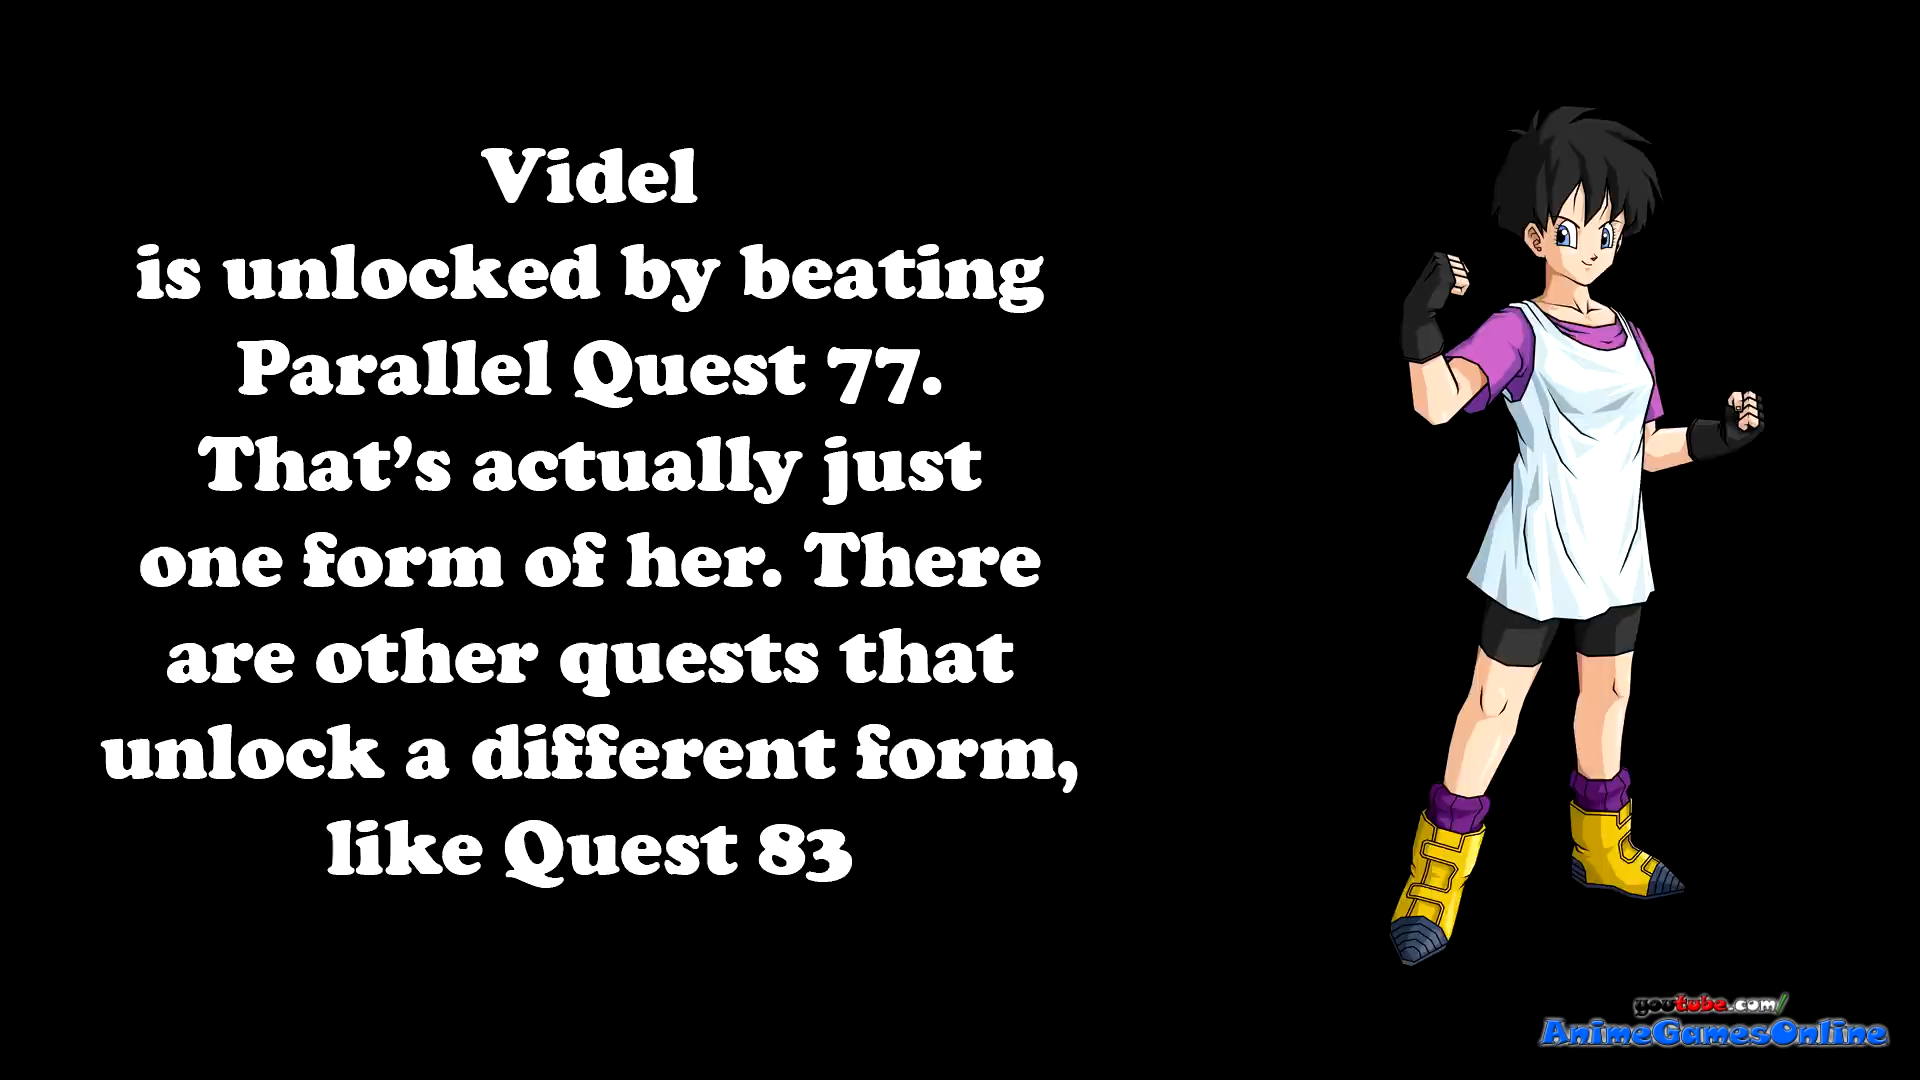 Videl
is unlocked by beating
Parallel Quest 77.
That’s actually just
one form of her. There
are other quests that
unlock a different form,
like Quest 83
youtube.com/
AnimeGamesOnline